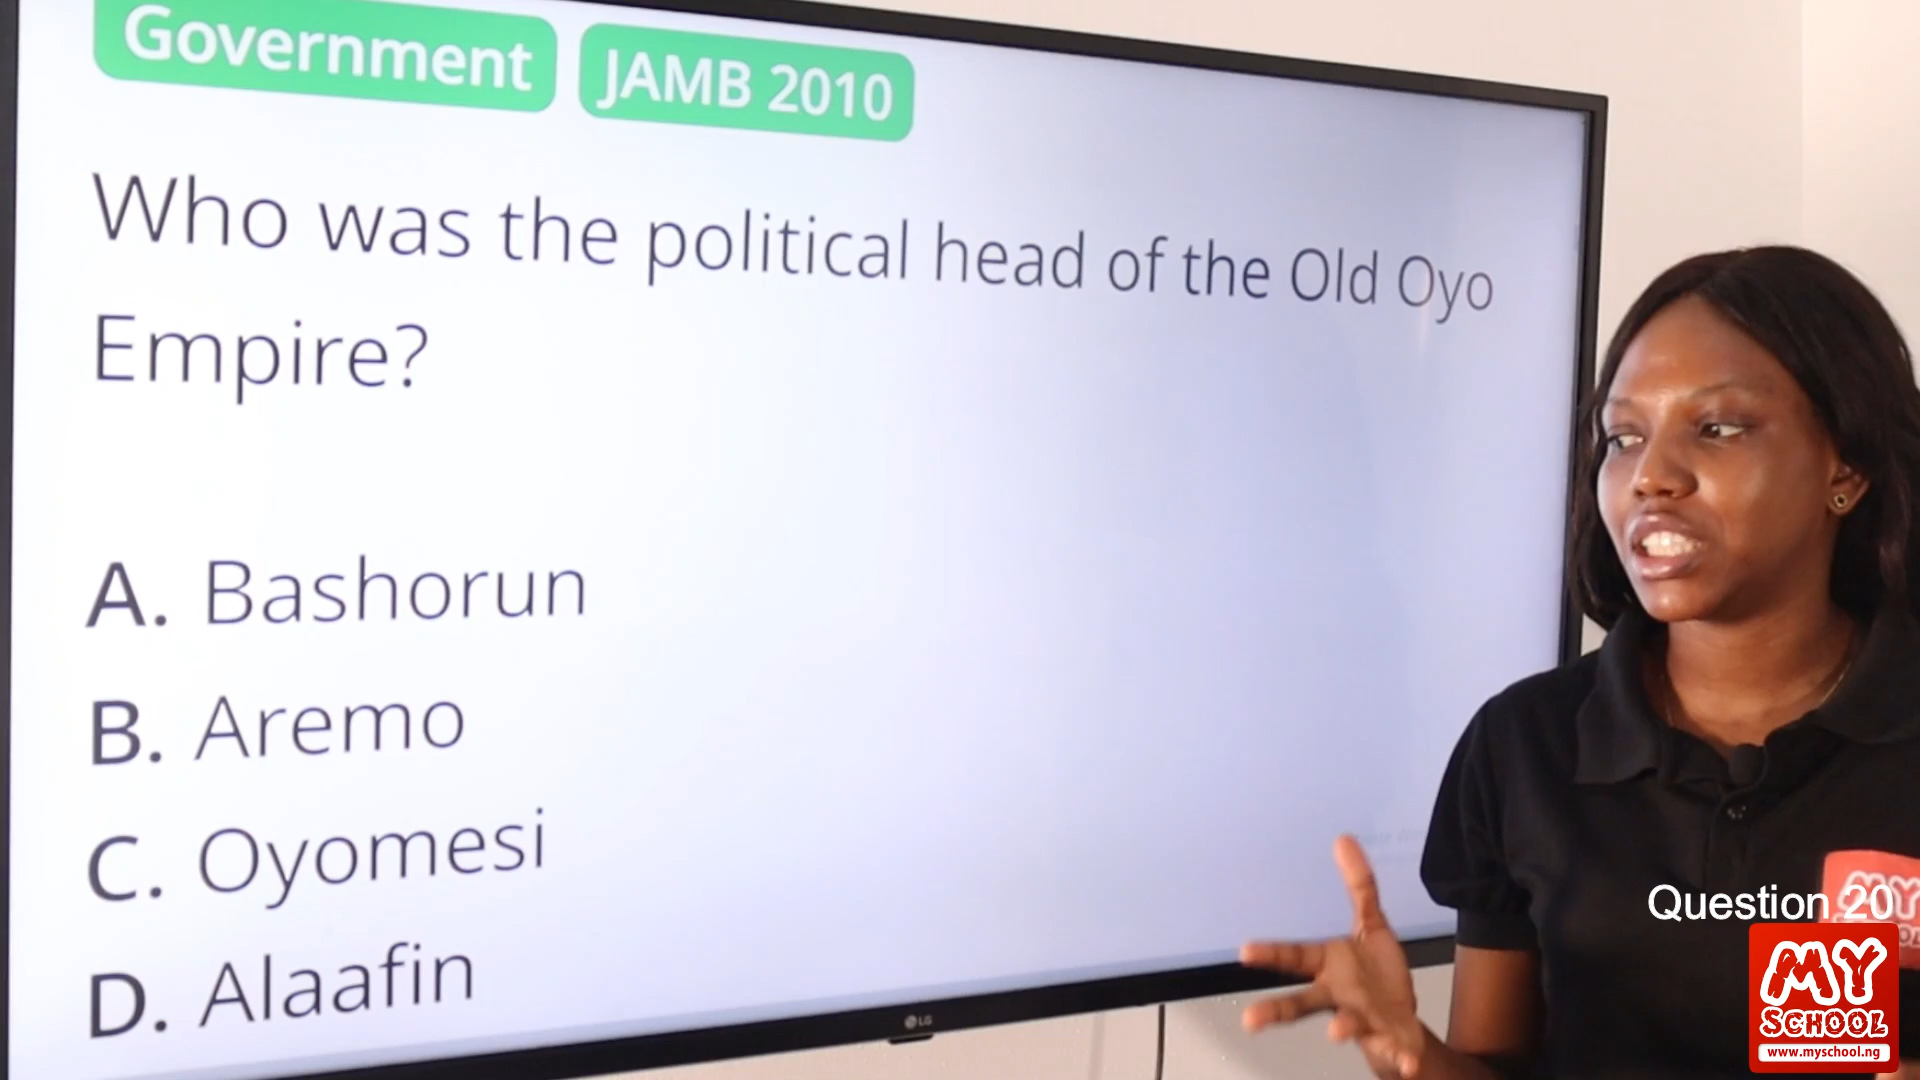 Government JAMB 2010
Who was the political head of the Old Oyo
Empire?
A. Bashorun
B. Aremo
C. Oyomesi
D. Alaafin
LG
Question 20
MY
SCHOOL
www.myschool.ng